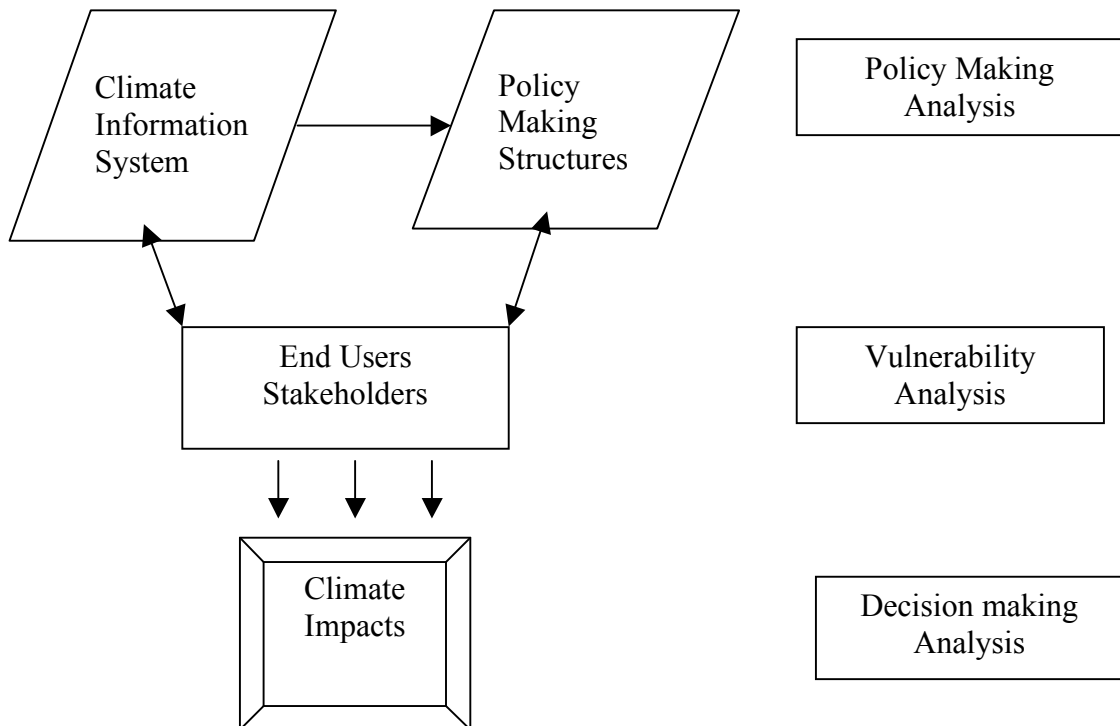 Climate
Information
System
Policy
Making
Structures
Policy Making
Analysis
End Users
Stakeholders
Vulnerability
Analysis
Climate
Impacts
Decision making
Analysis